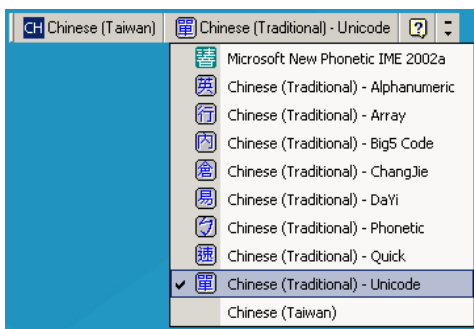 CH Chinese (Taiwan) 單 Chinese (Traditional) - Unicode ?
Microsoft New Phonetic IME 2002a
英 Chinese (Traditional) - Alphanumeric
行 Chinese (Traditional) - Array
內 Chinese (Traditional) - Big5 Code
倉 Chinese (Traditional) - ChangJie
易 Chinese (Traditional) - DaYi
ㄅ Chinese (Traditional) - Phonetic
速 Chinese (Traditional) - Quick
✓ 單 Chinese (Traditional) - Unicode
Chinese (Taiwan)